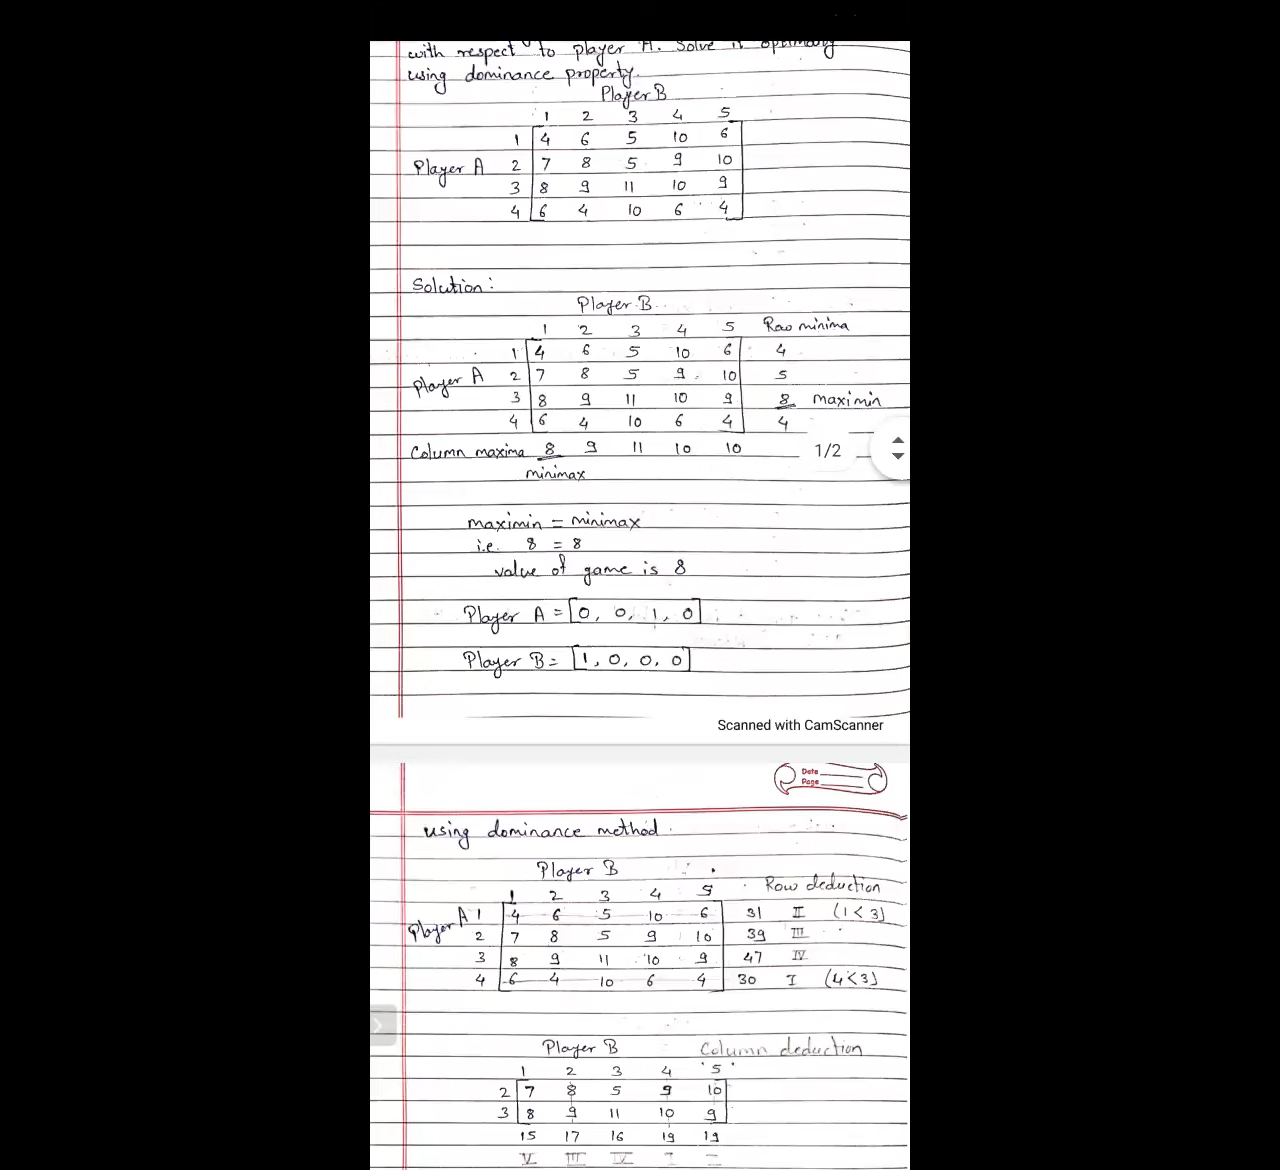 with respect to player A. Solve it optimally
using dominance property.
Player B
1 2 3 4 5
1 4 6 5 10 6
Player A 2 7 8 5 9 10
3 8 9 11 10 9
4 6 4 10 6 4
Solution:
Player B
1 2 3 4 5 Row minima
1 4 6 5 10 6 4
Player A 2 7 8 5 9 10 5
3 8 9 11 10 9 8 maximin
4 6 4 10 6 4 4
Column maxima 8 9 11 10 10
1/2
minimax
maximin = minimax
i.e. 8 = 8
value of game is 8
Player A = [0, 0, 1, 0]
Player B = [1, 0, 0, 0]
Scanned with CamScanner
Date
Page
using dominance method.
Player B
1 2 3 4 5 Row deduction
Player A 1 4 6 5 10 6 31 II (1<3)
2 7 8 5 9 10 39 III
3 8 9 11 10 9 47 IV
4 6 4 10 6 4 30 I (4<3)
Player B Column deduction
1 2 3 4 5
2 7 8 5 9 10
3 8 9 11 10 9
15 17 16 19 19
V III IV I